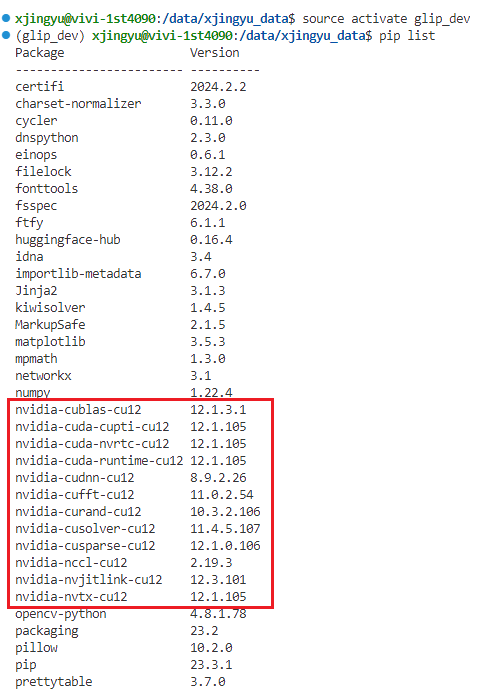 xjingyu@vivi-1st4090:/data/xjingyu_data$ source activate glip_dev
(glip_dev) xjingyu@vivi-1st4090:/data/xjingyu_data$ pip list
Package Version
------------------------ ----------
certifi 2024.2.2
charset-normalizer 3.3.0
cycler 0.11.0
dnspython 2.3.0
einops 0.6.1
filelock 3.12.2
fonttools 4.38.0
fsspec 2024.2.0
ftfy 6.1.1
huggingface-hub 0.16.4
idna 3.4
importlib-metadata 6.7.0
Jinja2 3.1.3
kiwisolver 1.4.5
MarkupSafe 2.1.5
matplotlib 3.5.3
mpmath 1.3.0
networkx 3.1
numpy 1.22.4
nvidia-cublas-cu12 12.1.3.1
nvidia-cuda-cupti-cu12 12.1.105
nvidia-cuda-nvrtc-cu12 12.1.105
nvidia-cuda-runtime-cu12 12.1.105
nvidia-cudnn-cu12 8.9.2.26
nvidia-cufft-cu12 11.0.2.54
nvidia-curand-cu12 10.3.2.106
nvidia-cusolver-cu12 11.4.5.107
nvidia-cusparse-cu12 12.1.0.106
nvidia-nccl-cu12 2.19.3
nvidia-nvjitlink-cu12 12.3.101
nvidia-nvtx-cu12 12.1.105
opencv-python 4.8.1.78
packaging 23.2
pillow 10.2.0
pip 23.3.1
prettytable 3.7.0